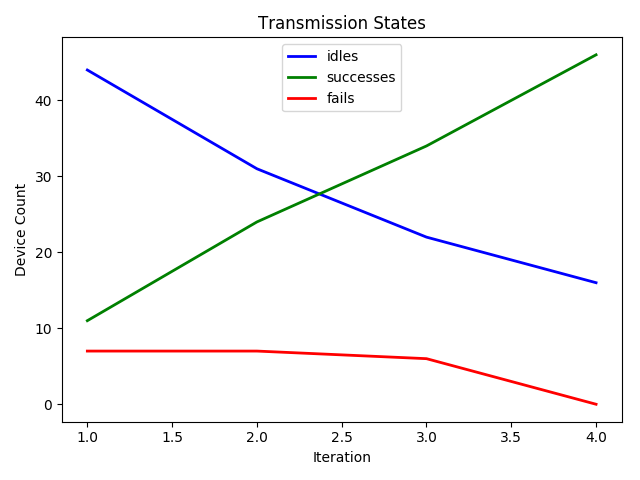 Transmission States
idles
successes
fails
Device Count
40
30
20
10
0
1.0 1.5 2.0 2.5 3.0 3.5 4.0
Iteration